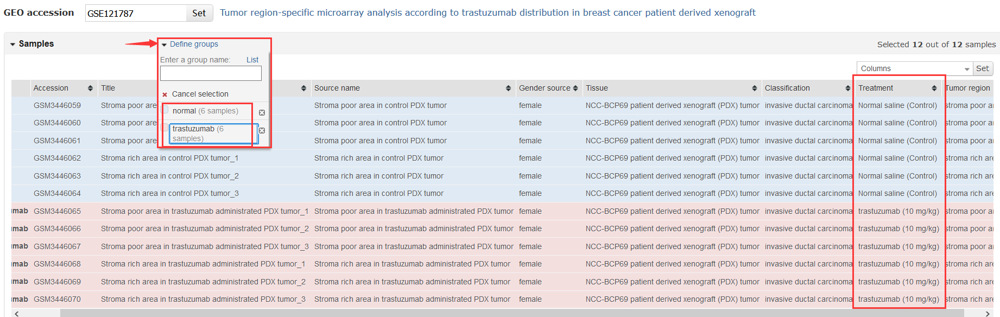 GEO accession GSE121787 Set Tumor region-specific microarray analysis according to trastuzumab distribution in breast cancer patient derived xenograft
Samples Define groups Selected 12 out of 12 samples
Enter a group name: List
Columns Set
Accession Title Source name Gender source Tissue Classification Treatment Tumor region
Cancel selection
normal (6 samples)
trastuzumab (6
samples)
GSM3446059 Stroma poor are Stroma poor area in control PDX tumor female NCC-BCP69 patient derived xenograft (PDX) tumor invasive ductal carcinoma Normal saline (Control) stroma poor ar
GSM3446060 Stroma poor are Stroma poor area in control PDX tumor female NCC-BCP69 patient derived xenograft (PDX) tumor invasive ductal carcinoma Normal saline (Control) stroma poor ar
GSM3446061 Stroma poor are Stroma poor area in control PDX tumor female NCC-BCP69 patient derived xenograft (PDX) tumor invasive ductal carcinoma Normal saline (Control) stroma poor ar
GSM3446062 Stroma rich area in control PDX tumor_1 Stroma rich area in control PDX tumor female NCC-BCP69 patient derived xenograft (PDX) tumor invasive ductal carcinoma Normal saline (Control) stroma rich are
GSM3446063 Stroma rich area in control PDX tumor_2 Stroma rich area in control PDX tumor female NCC-BCP69 patient derived xenograft (PDX) tumor invasive ductal carcinoma Normal saline (Control) stroma rich are
GSM3446064 Stroma rich area in control PDX tumor_3 Stroma rich area in control PDX tumor female NCC-BCP69 patient derived xenograft (PDX) tumor invasive ductal carcinoma Normal saline (Control) stroma rich are
umab GSM3446065 Stroma poor area in trastuzumab administrated PDX tumor_1 Stroma poor area in trastuzumab administrated PDX tumor female NCC-BCP69 patient derived xenograft (PDX) tumor invasive ductal carcinoma trastuzumab (10 mg/kg) stroma poor ar
umab GSM3446066 Stroma poor area in trastuzumab administrated PDX tumor_2 Stroma poor area in trastuzumab administrated PDX tumor female NCC-BCP69 patient derived xenograft (PDX) tumor invasive ductal carcinoma trastuzumab (10 mg/kg) stroma poor ar
umab GSM3446067 Stroma poor area in trastuzumab administrated PDX tumor_3 Stroma poor area in trastuzumab administrated PDX tumor female NCC-BCP69 patient derived xenograft (PDX) tumor invasive ductal carcinoma trastuzumab (10 mg/kg) stroma poor ar
umab GSM3446068 Stroma rich area in trastuzumab administrated PDX tumor_1 Stroma rich area in trastuzumab administrated PDX tumor female NCC-BCP69 patient derived xenograft (PDX) tumor invasive ductal carcinoma trastuzumab (10 mg/kg) stroma rich are
umab GSM3446069 Stroma rich area in trastuzumab administrated PDX tumor_2 Stroma rich area in trastuzumab administrated PDX tumor female NCC-BCP69 patient derived xenograft (PDX) tumor invasive ductal carcinoma trastuzumab (10 mg/kg) stroma rich are
umab GSM3446070 Stroma rich area in trastuzumab administrated PDX tumor_3 Stroma rich area in trastuzumab administrated PDX tumor female NCC-BCP69 patient derived xenograft (PDX) tumor invasive ductal carcinoma trastuzumab (10 mg/kg) stroma rich are